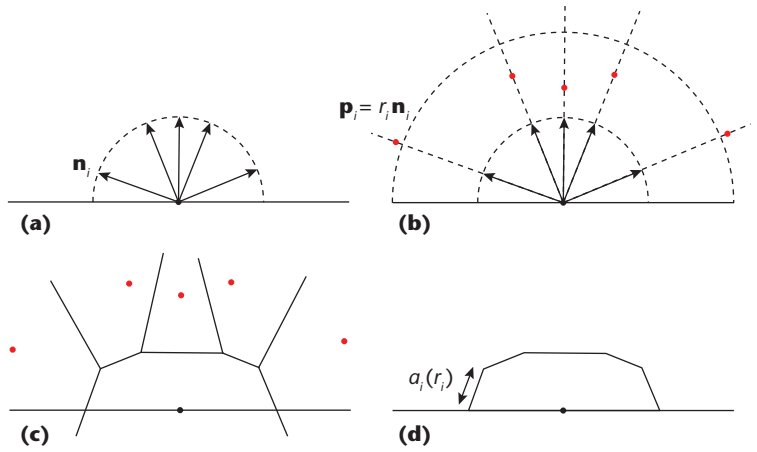 n_i
(a)
p_i = r_i n_i
(b)
(c)
a_i(r_i)
(d)